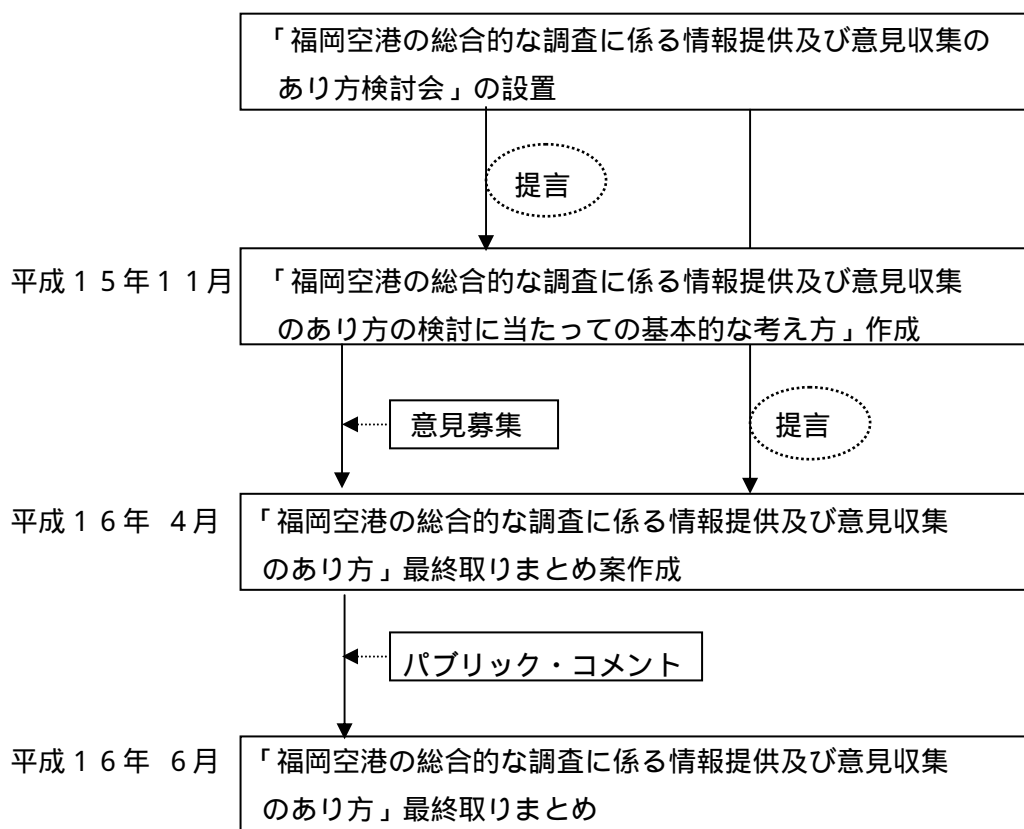 「福岡空港の総合的な調査に係る情報提供及び意見収集の
あり方検討会」の設置
提言
平成15年11月
「福岡空港の総合的な調査に係る情報提供及び意見収集
のあり方の検討に当たっての基本的な考え方」作成
意見募集
提言
平成16年 4月
「福岡空港の総合的な調査に係る情報提供及び意見収集
のあり方」最終取りまとめ案作成
パブリック・コメント
平成16年 6月
「福岡空港の総合的な調査に係る情報提供及び意見収集
のあり方」最終取りまとめ